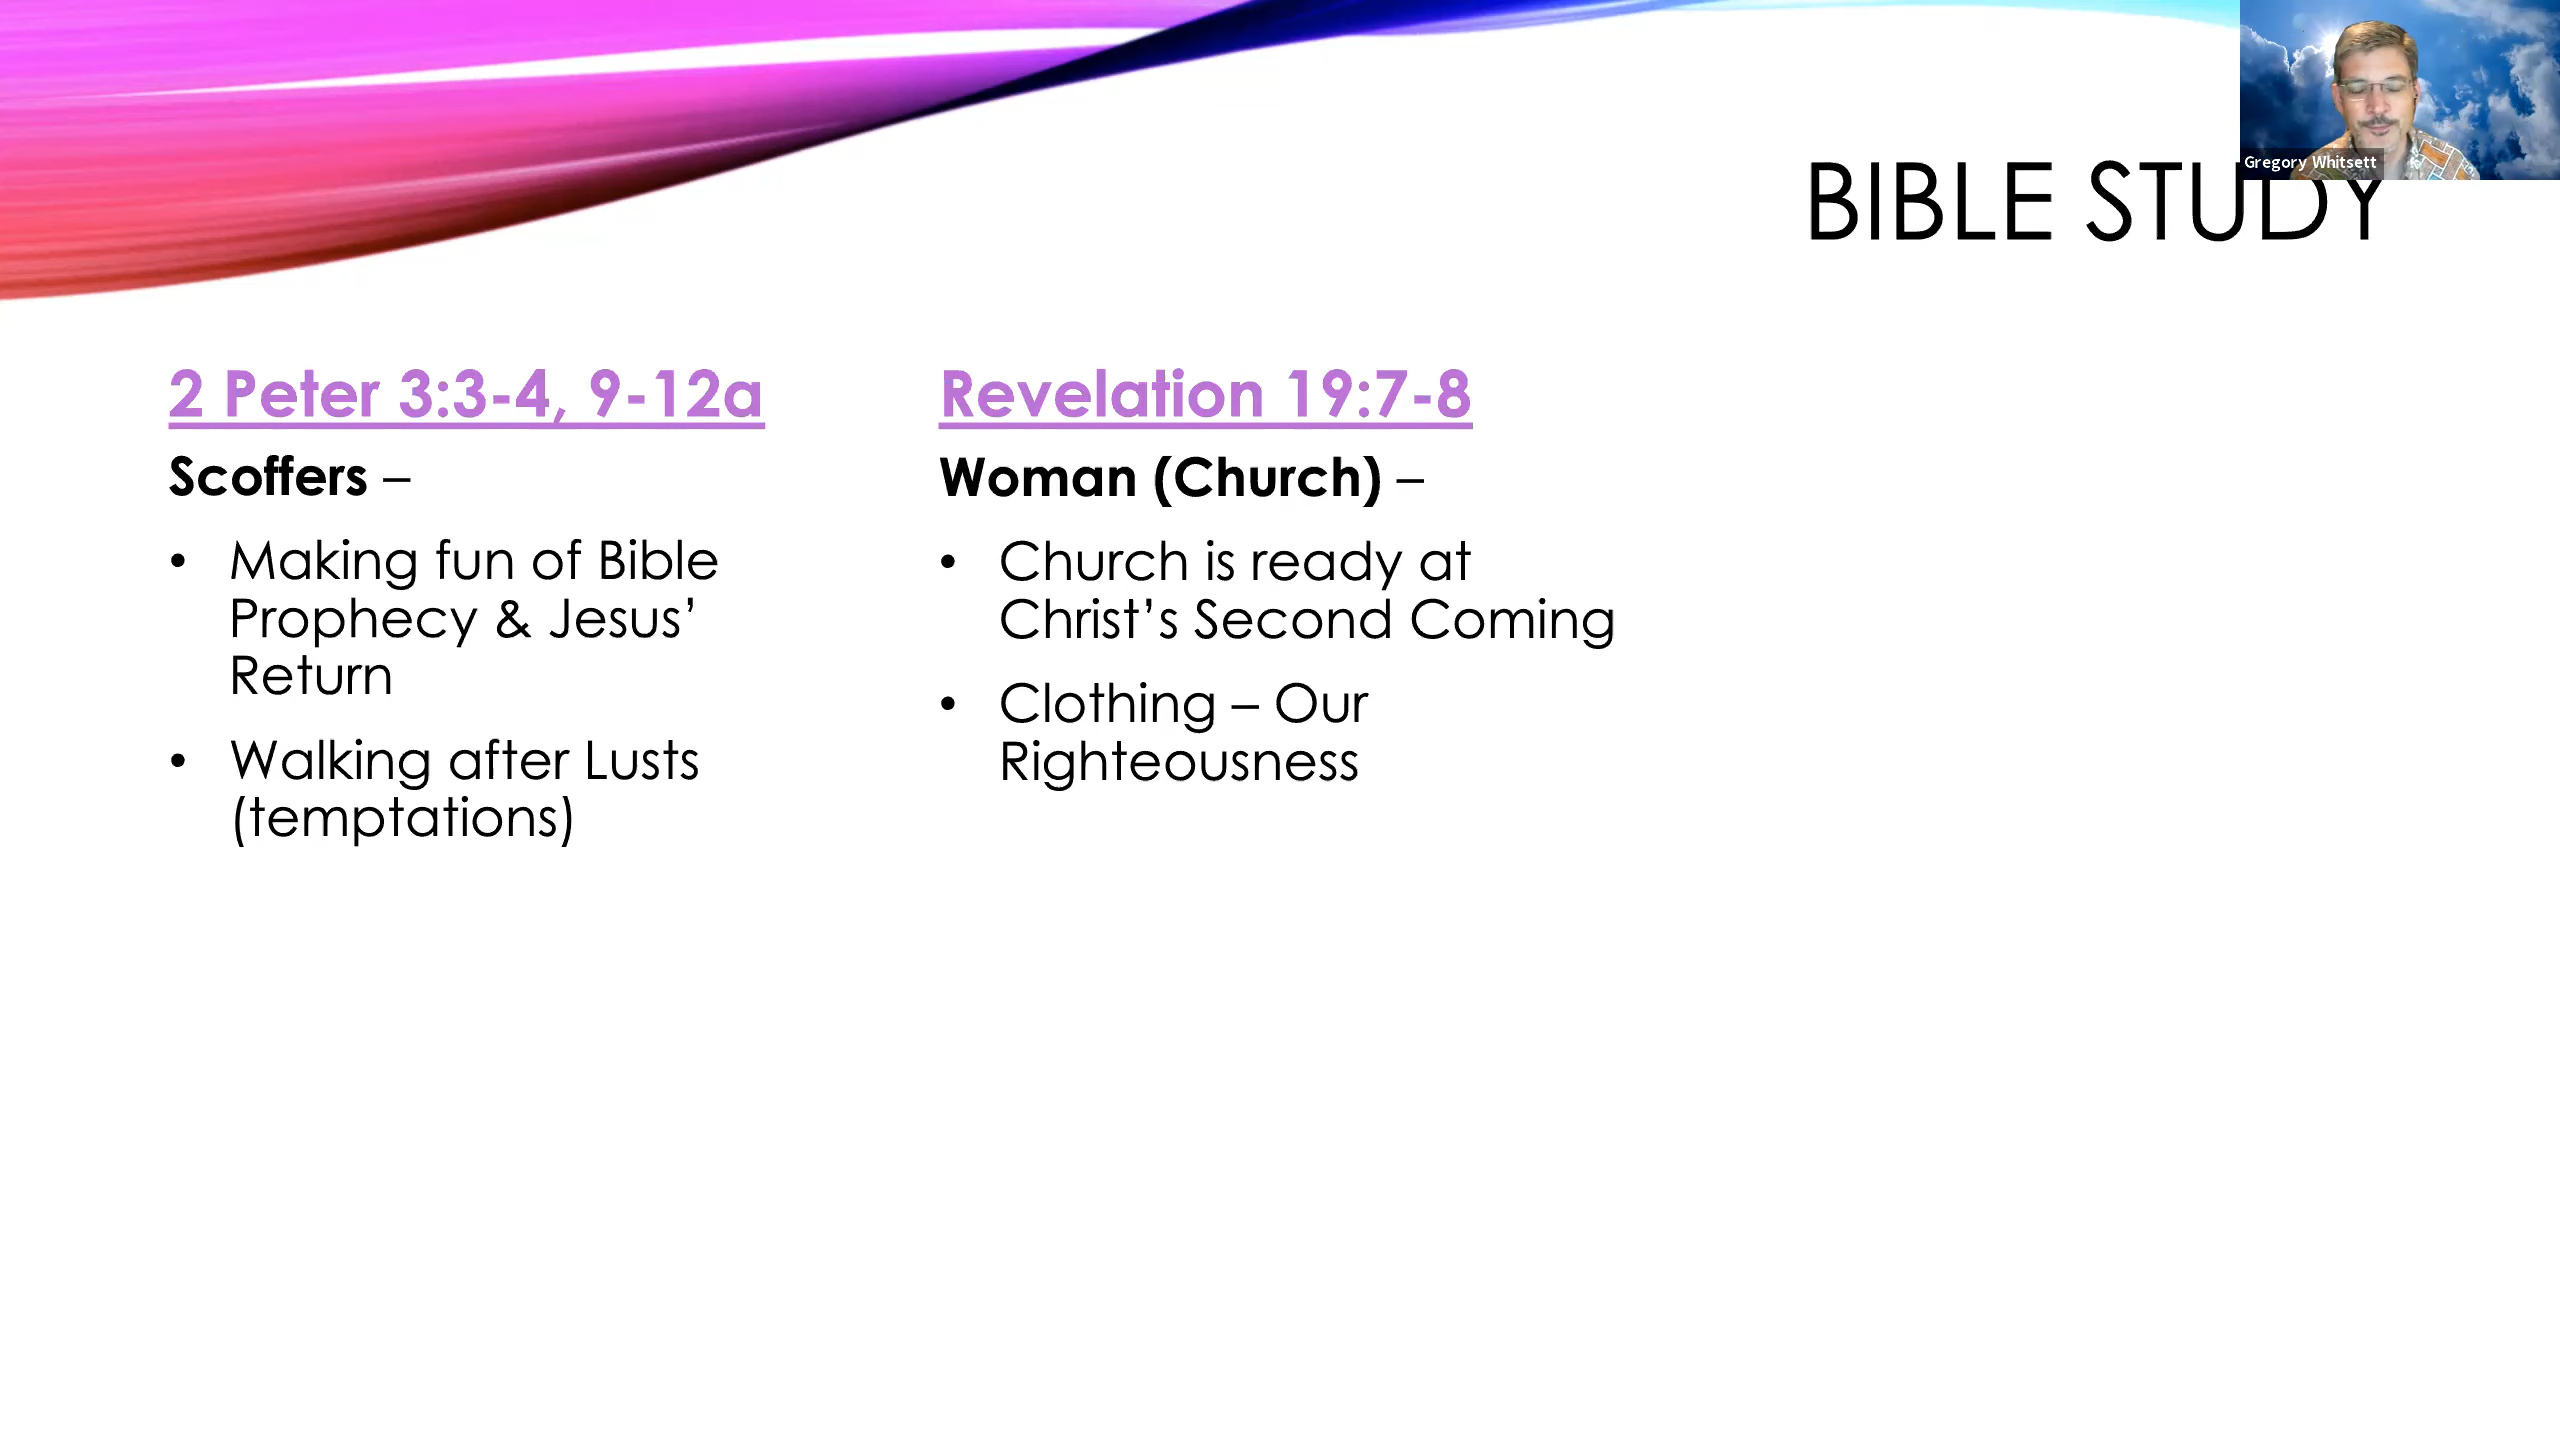 Gregory Whitsett
BIBLE STUDY
2 Peter 3:3-4, 9-12a
Scoffers –
• Making fun of Bible
Prophecy & Jesus’
Return
• Walking after Lusts
(temptations)
Revelation 19:7-8
Woman (Church) –
• Church is ready at
Christ’s Second Coming
• Clothing – Our
Righteousness